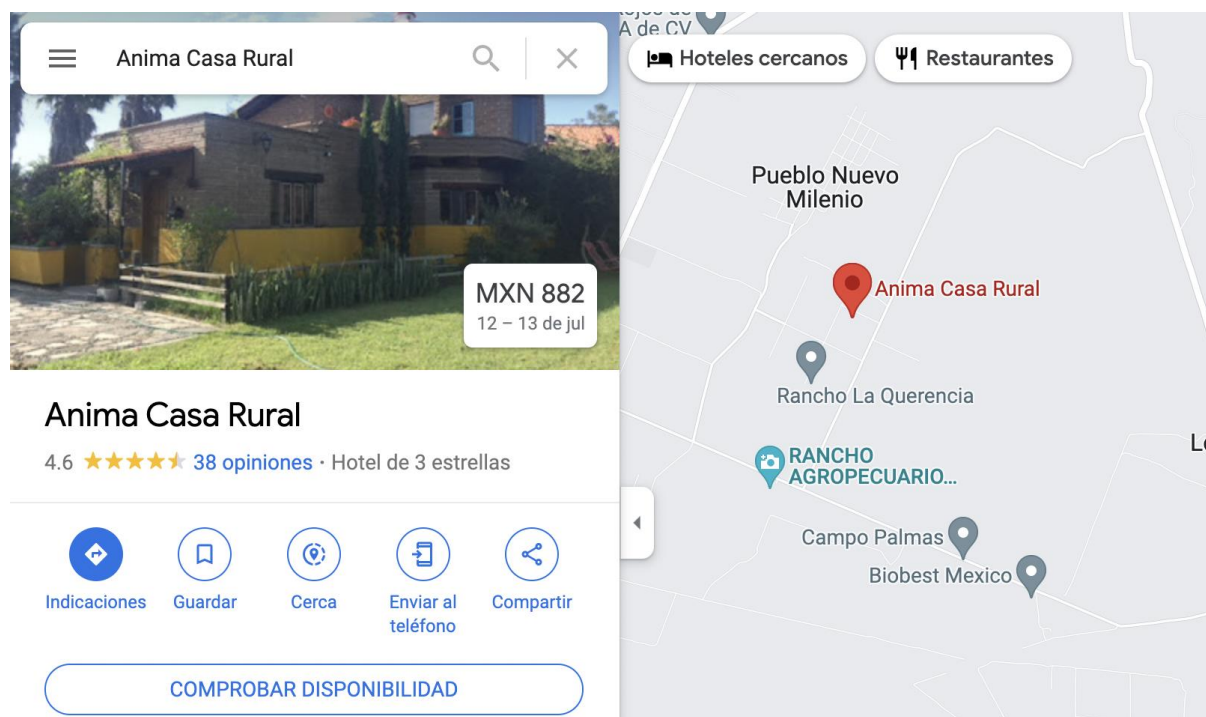 Anima Casa Rural
MXN 882
12 – 13 de jul
Anima Casa Rural
4.6
38 opiniones · Hotel de 3 estrellas
Indicaciones
Guardar
Cerca
Enviar al
teléfono
Compartir
COMPROBAR DISPONIBILIDAD
A de CV
Hoteles cercanos
Restaurantes
Pueblo Nuevo
Milenio
Anima Casa Rural
Rancho La Querencia
RANCHO
AGROPECUARIO...
Campo Palmas
Biobest Mexico